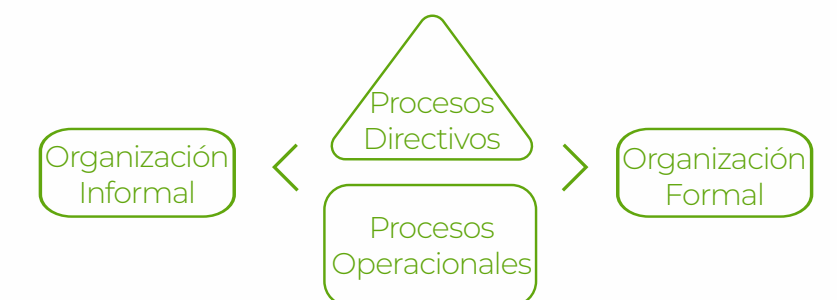 Procesos
Directivos
Organización
Informal
Organización
Formal
Procesos
Operacionales